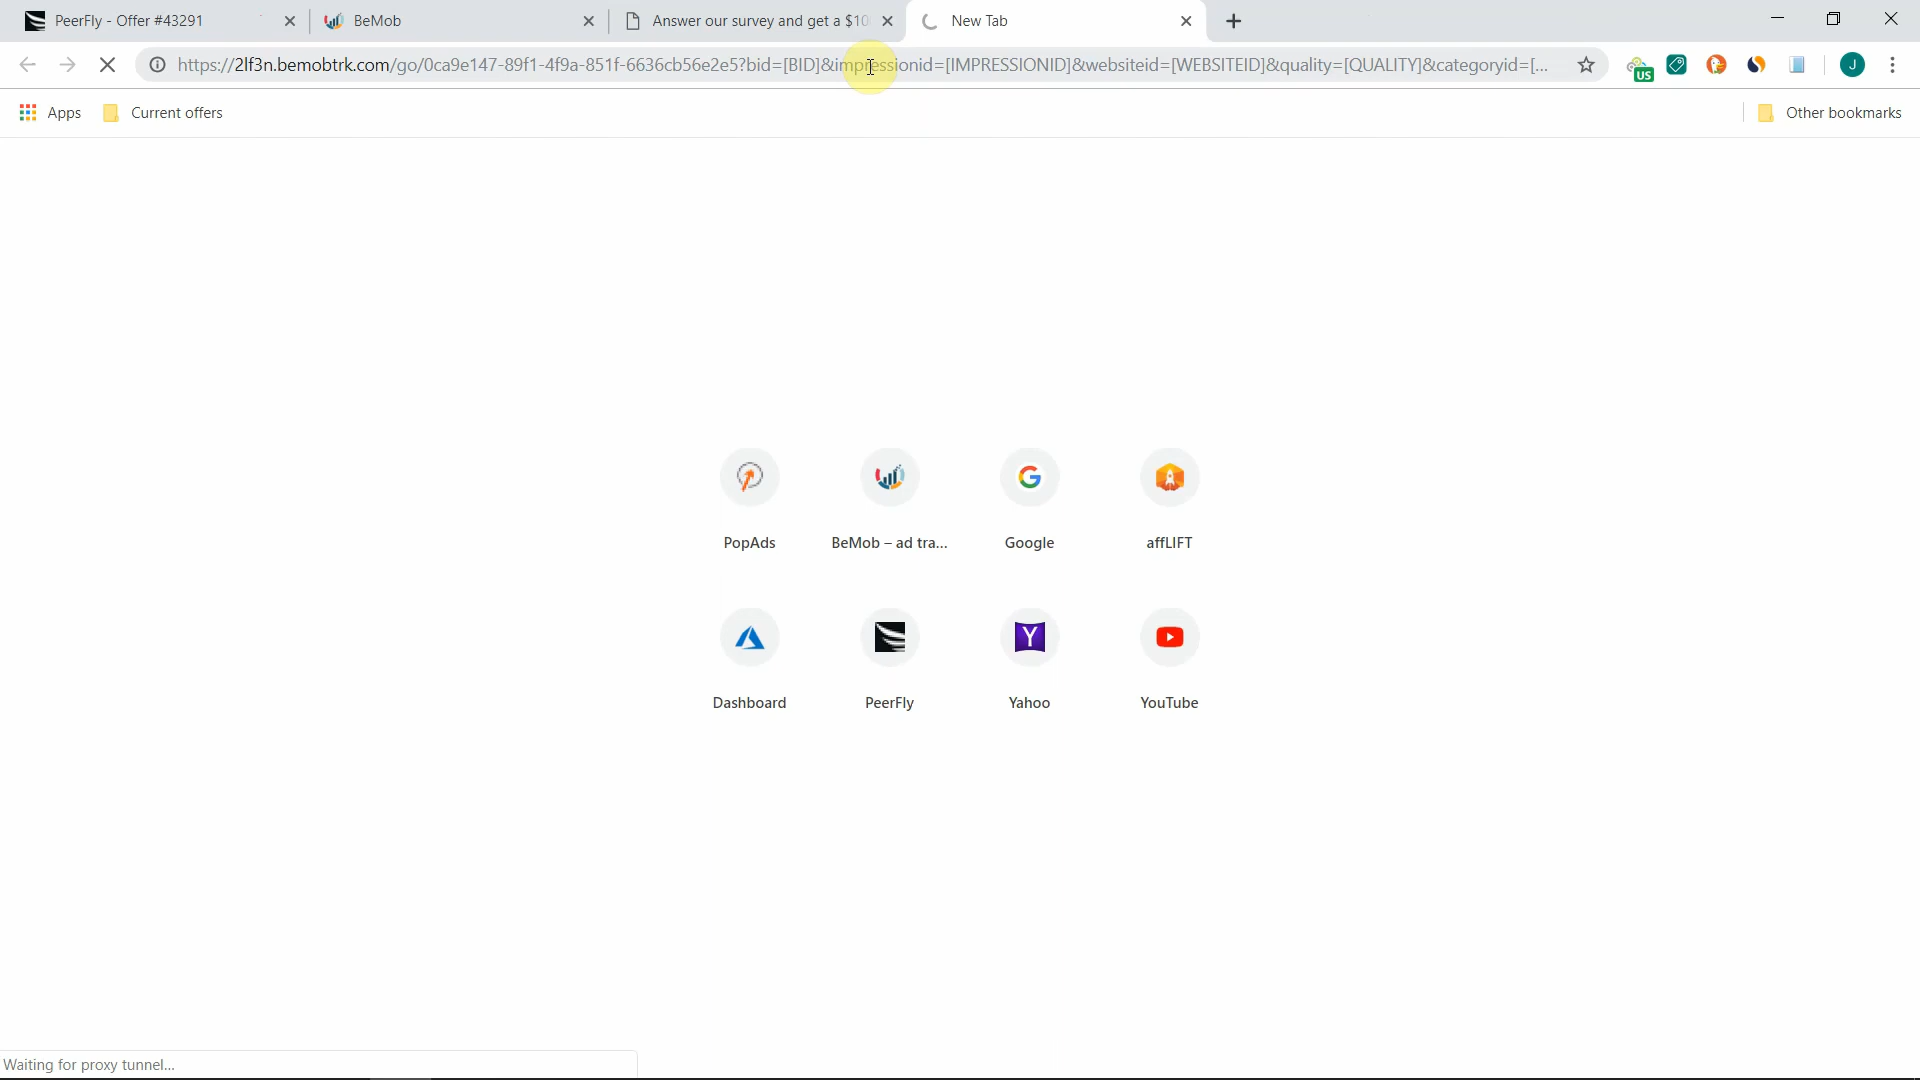 PeerFly - Offer #43291
BeMob
Answer our survey and get a $10
New Tab
https://2lf3n.bemobtrk.com/go/0ca9e147-89f1-4f9a-851f-6636cb56e2e5?bid=[BID]&impressionid=[IMPRESSIONID]&websiteid=[WEBSITEID]&quality=[QUALITY]&categoryid=[...
US
J
Apps
Current offers
Other bookmarks
PopAds
BeMob – ad tra...
Google
affLIFT
Dashboard
PeerFly
Y
Yahoo
YouTube
Waiting for proxy tunnel...